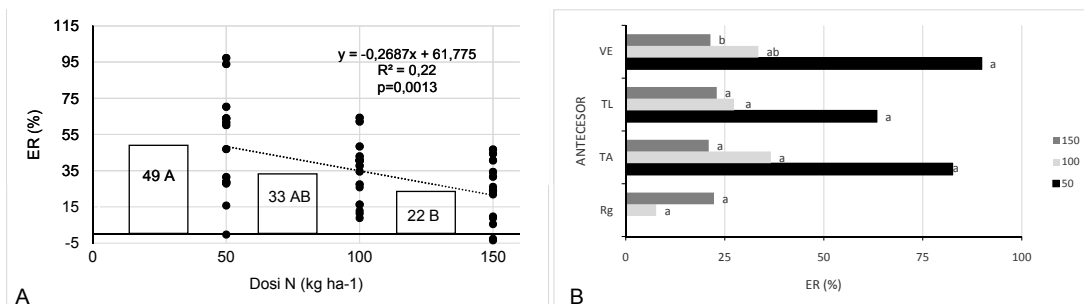 115
95
75
55
35
15
-5
ER (%)
y = -0,2687x + 61,775
R² = 0,22
p=0,0013
49 A
33 AB
22 B
0
50
100
150
Dosi N (kg ha-1)
A
ANTECESOR
VE
TL
TA
Rg
b
ab
a
a
a
a
a
a
a
a
a
0
25
50
75
100
ER (%)
150
100
50
B